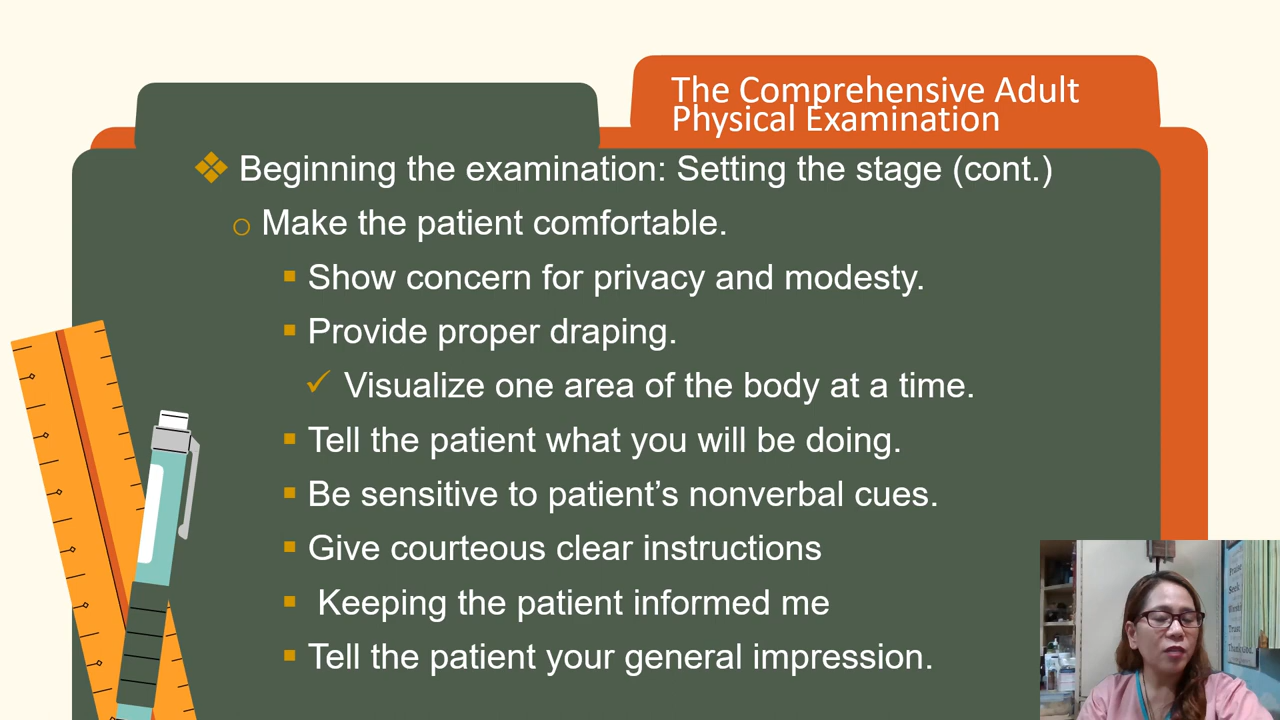 The Comprehensive Adult
Physical Examination
❖ Beginning the examination: Setting the stage (cont.)
o Make the patient comfortable.
▪ Show concern for privacy and modesty.
▪ Provide proper draping.
✓ Visualize one area of the body at a time.
▪ Tell the patient what you will be doing.
▪ Be sensitive to patient’s nonverbal cues.
▪ Give courteous clear instructions
▪ Keeping the patient informed me
▪ Tell the patient your general impression.
Praise
Seek
Trust